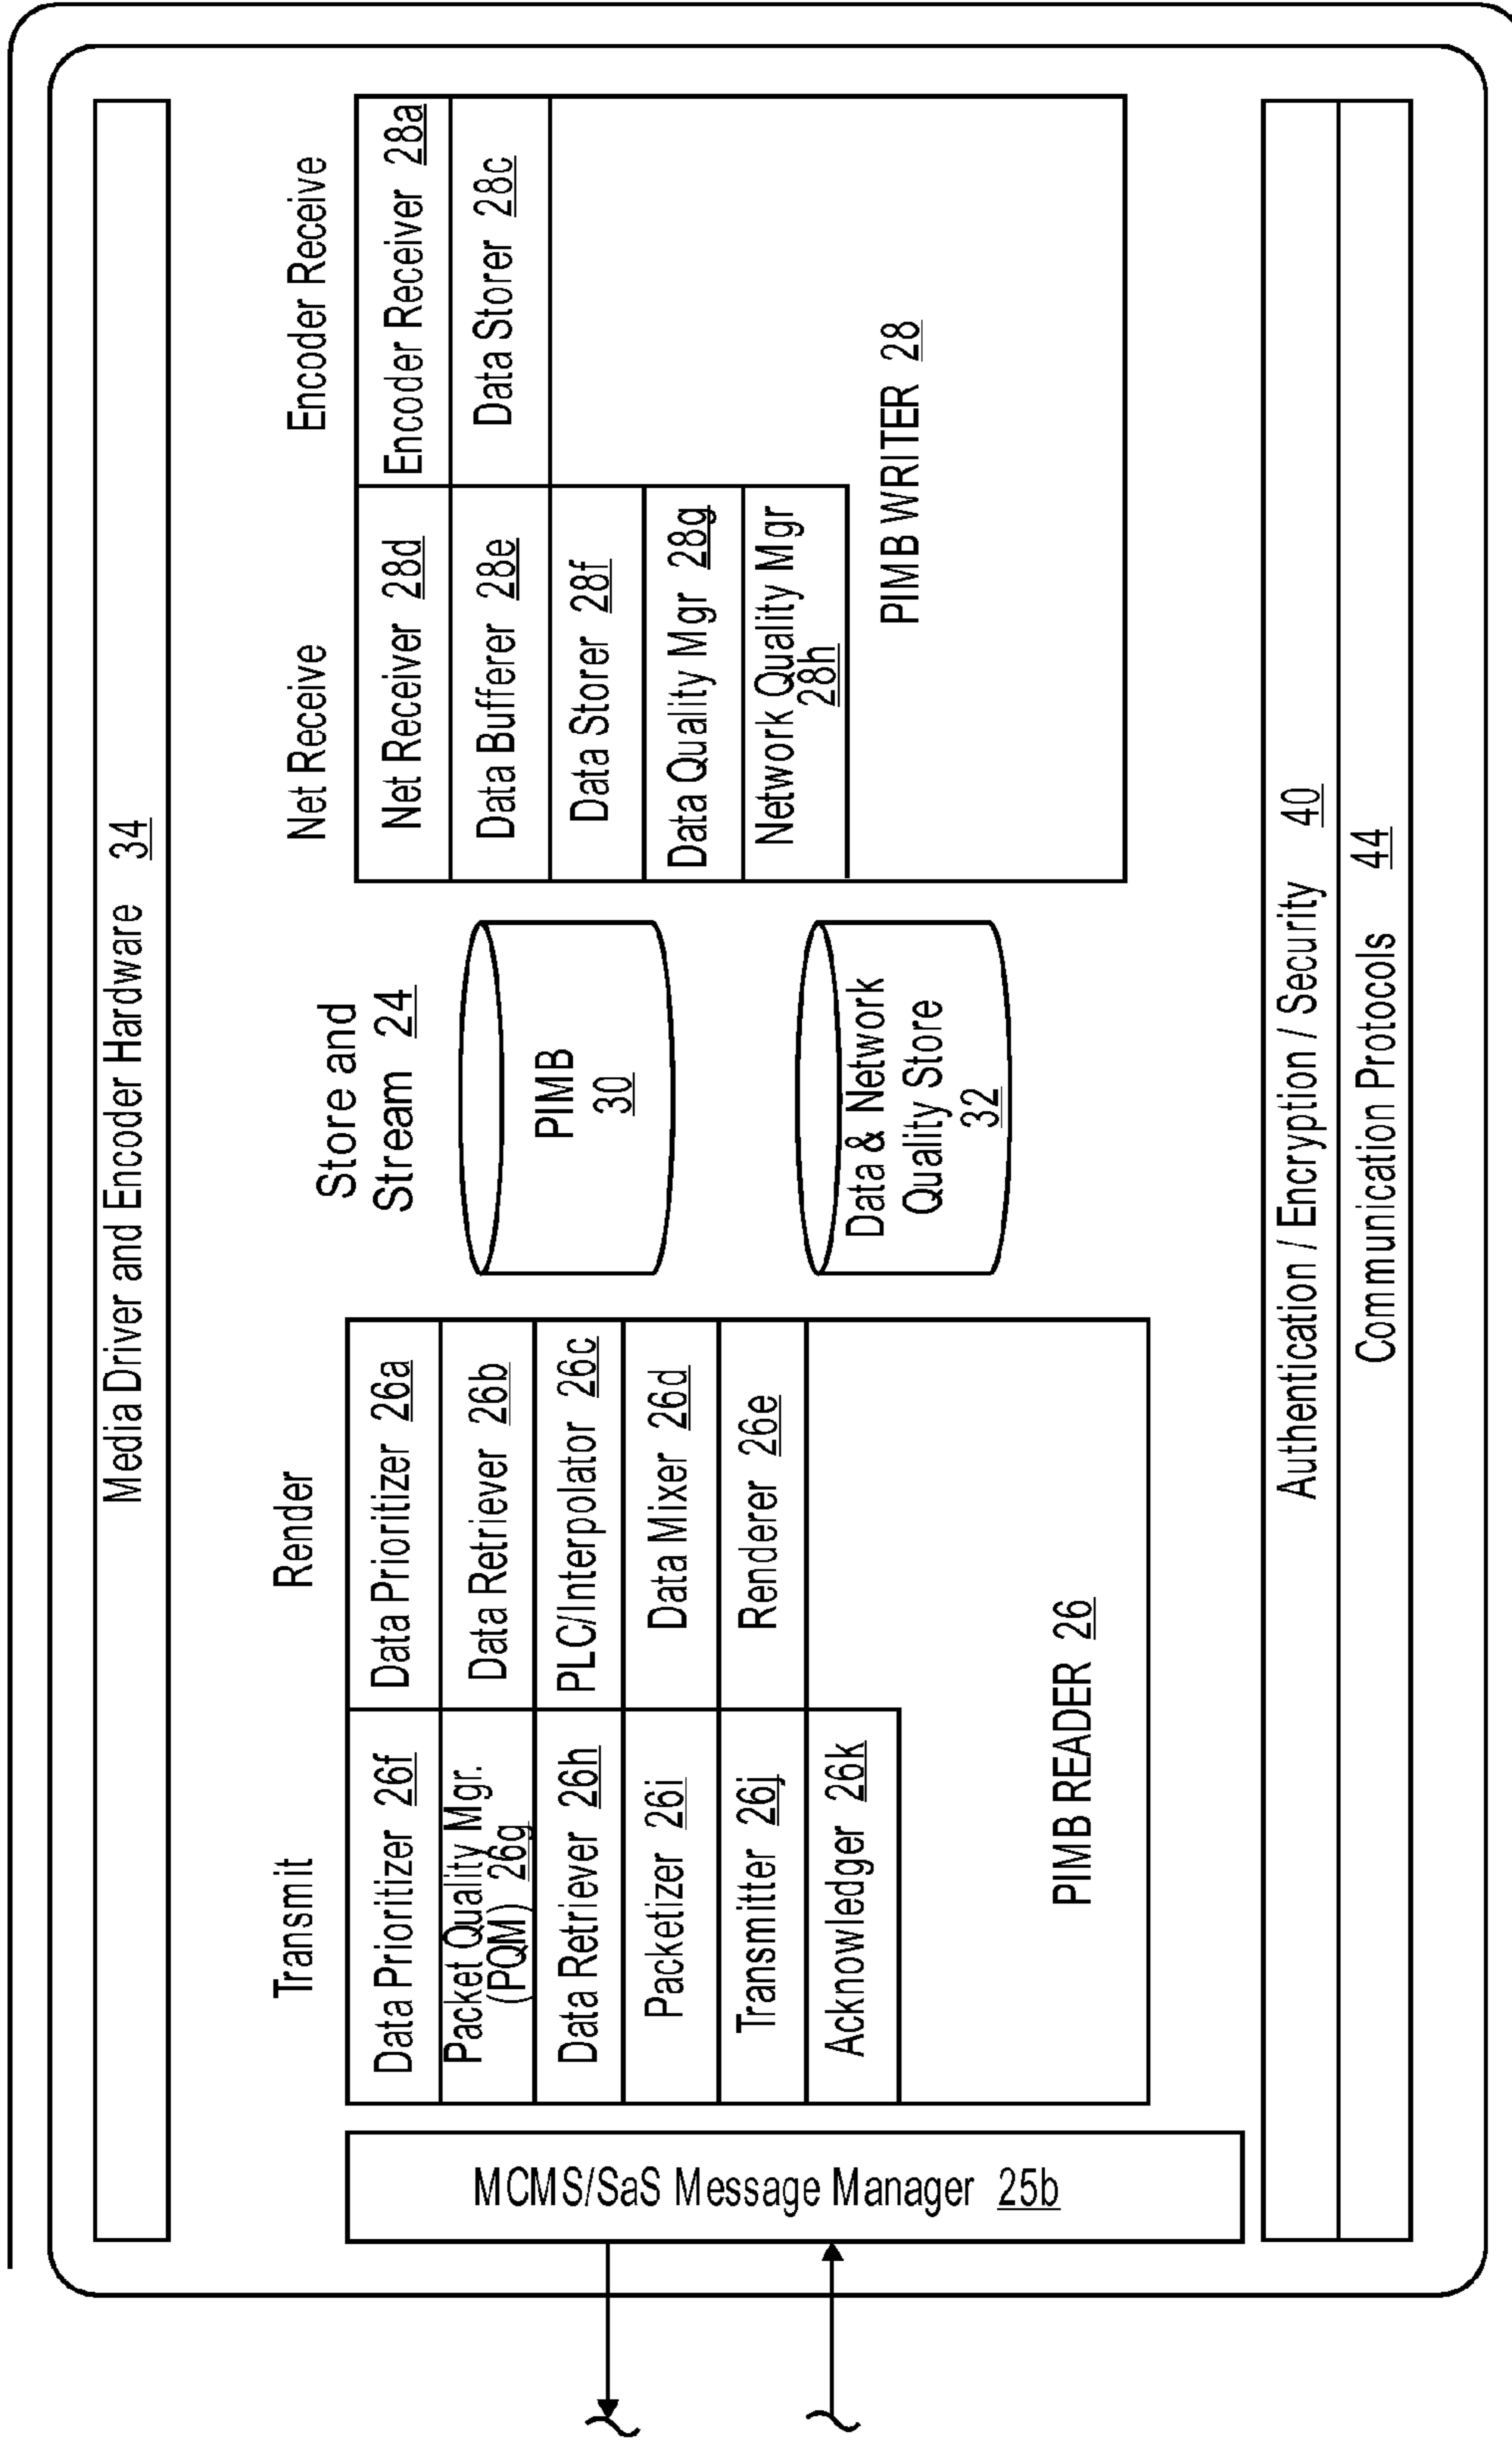 Media Driver and Encoder Hardware 34
Transmit
Render
Store and
Stream 24
Net Receive
Encoder Receive
MCMS/SaS Message Manager 25b
Data Prioritizer 26f
Packet Quality Mgr.
(PQM) 26g
Data Retriever 26h
Packetizer 26i
Transmitter 26j
Acknowledger 26k
Data Prioritizer 26a
Data Retriever 26b
PLC/Interpolator 26c
Data Mixer 26d
Renderer 26e
PIMB READER 26
PIMB
30
Data & Network
Quality Store
32
Net Receiver 28d
Data Bufferer 28e
Data Storer 28f
Data Quality Mgr 28g
Network Quality Mgr
28h
Encoder Receiver 28a
Data Storer 28c
PIMB WRITER 28
Authentication / Encryption / Security 40
Communication Protocols 44